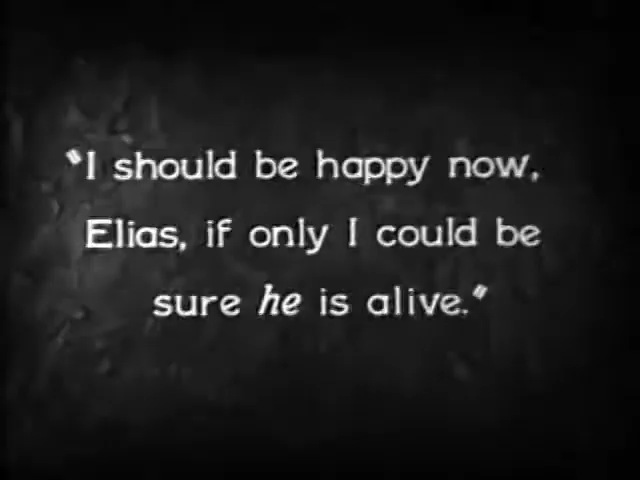 "I should be happy now,
Elias, if only I could be
sure he is alive."